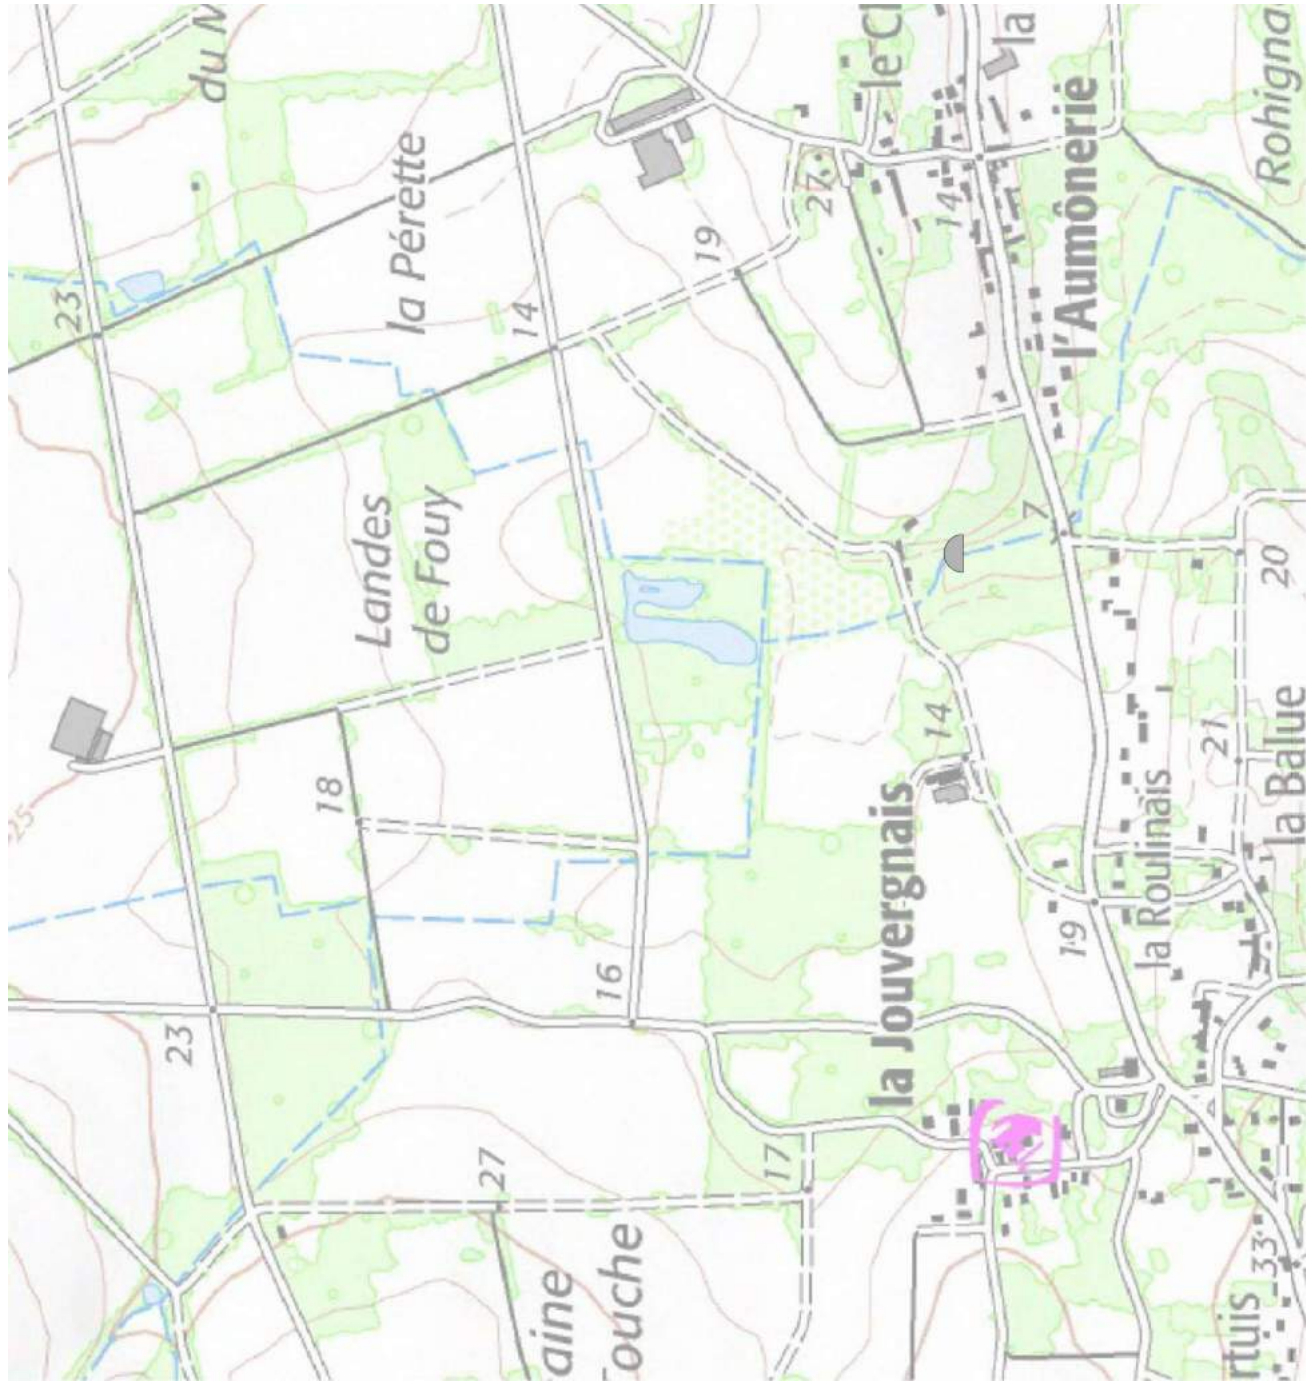 du M
la Pérette
23
14
19
27
14
le Cl
la
l'Aumônerie
Rohigna
Landes
de Fouy
7
20
25
18
14
21
la Balue
la Roulinais
19
la Jouvergnais
16
23
27
17
aine
Touche
33
rtuis